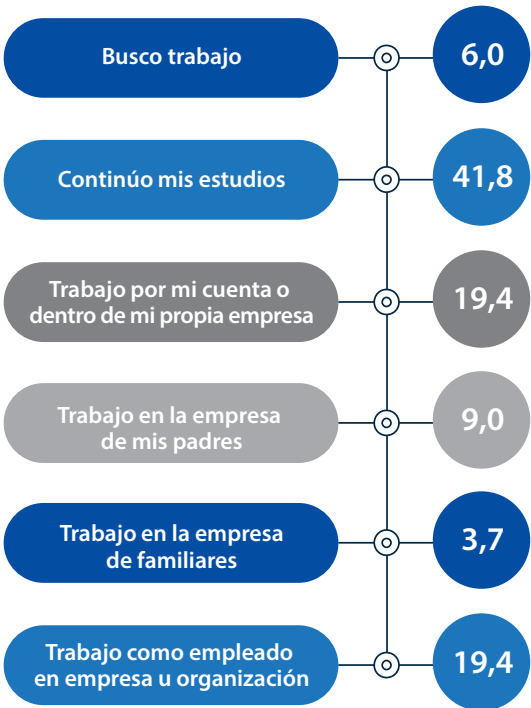 Busco trabajo
6,0
Continúo mis estudios
41,8
Trabajo por mi cuenta o
dentro de mi propia empresa
19,4
Trabajo en la empresa
de mis padres
9,0
Trabajo en la empresa
de familiares
3,7
Trabajo como empleado
en empresa u organización
19,4